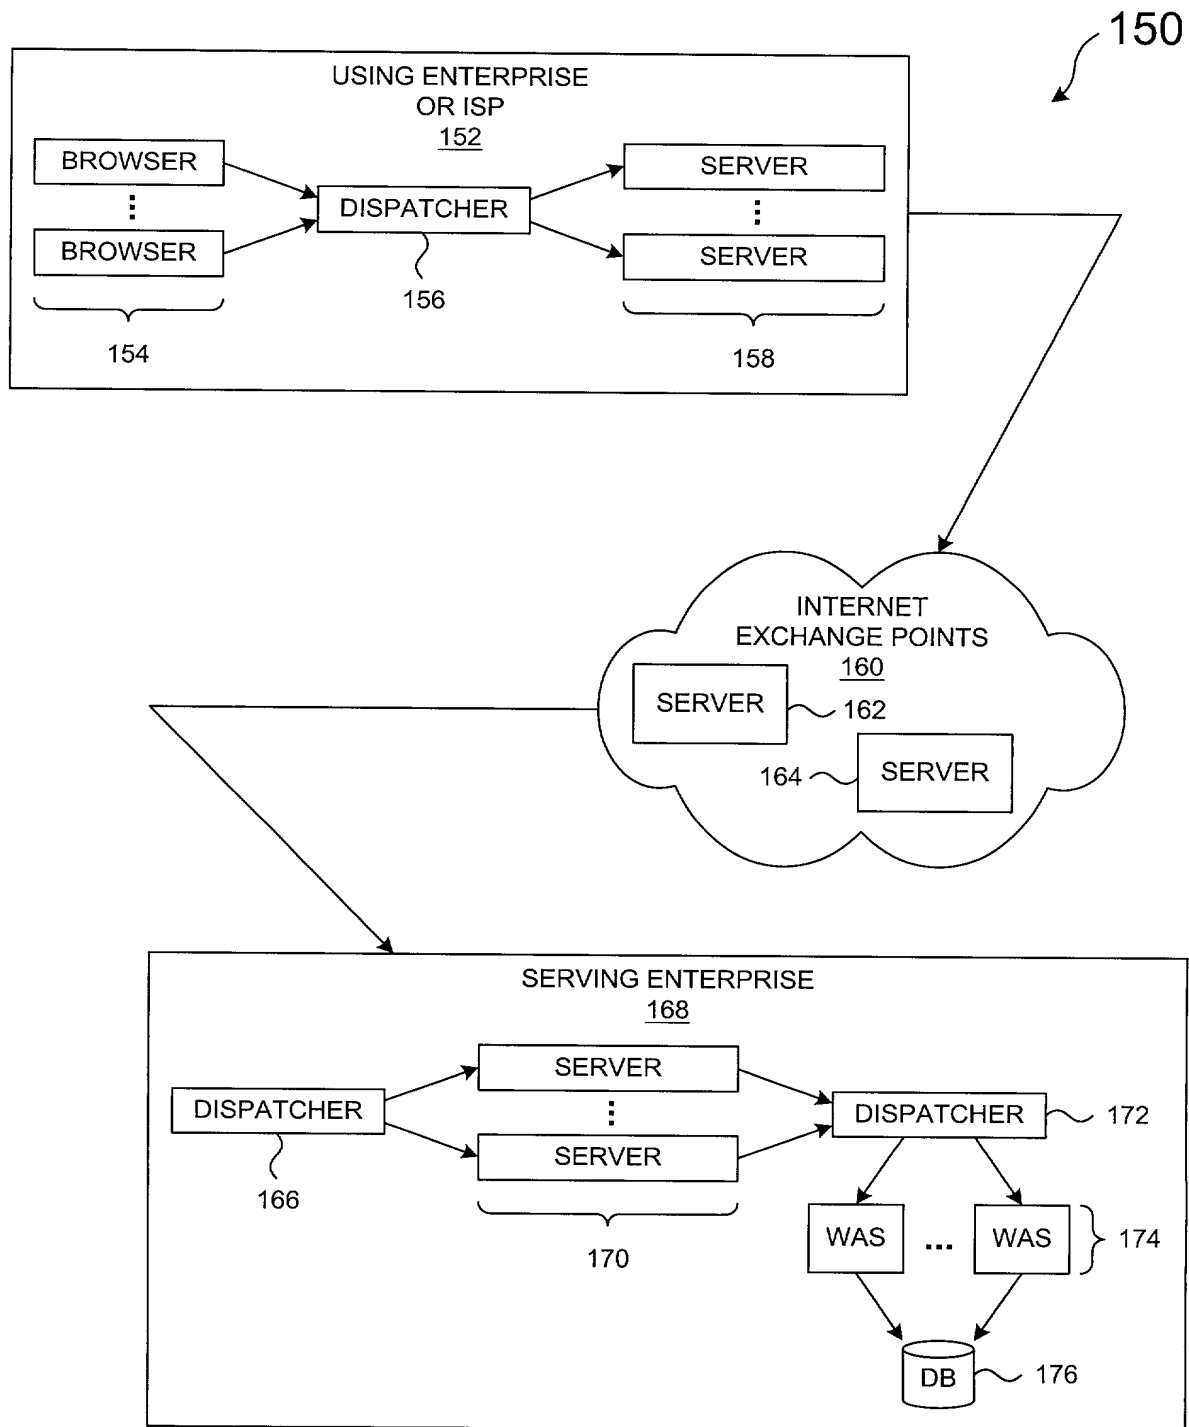 150
USING ENTERPRISE
OR ISP
152
BROWSER
BROWSER
154
DISPATCHER
156
SERVER
SERVER
158
INTERNET
EXCHANGE POINTS
160
SERVER
162
164
SERVER
SERVING ENTERPRISE
168
DISPATCHER
166
SERVER
SERVER
170
DISPATCHER
172
WAS
...
WAS
174
DB
176